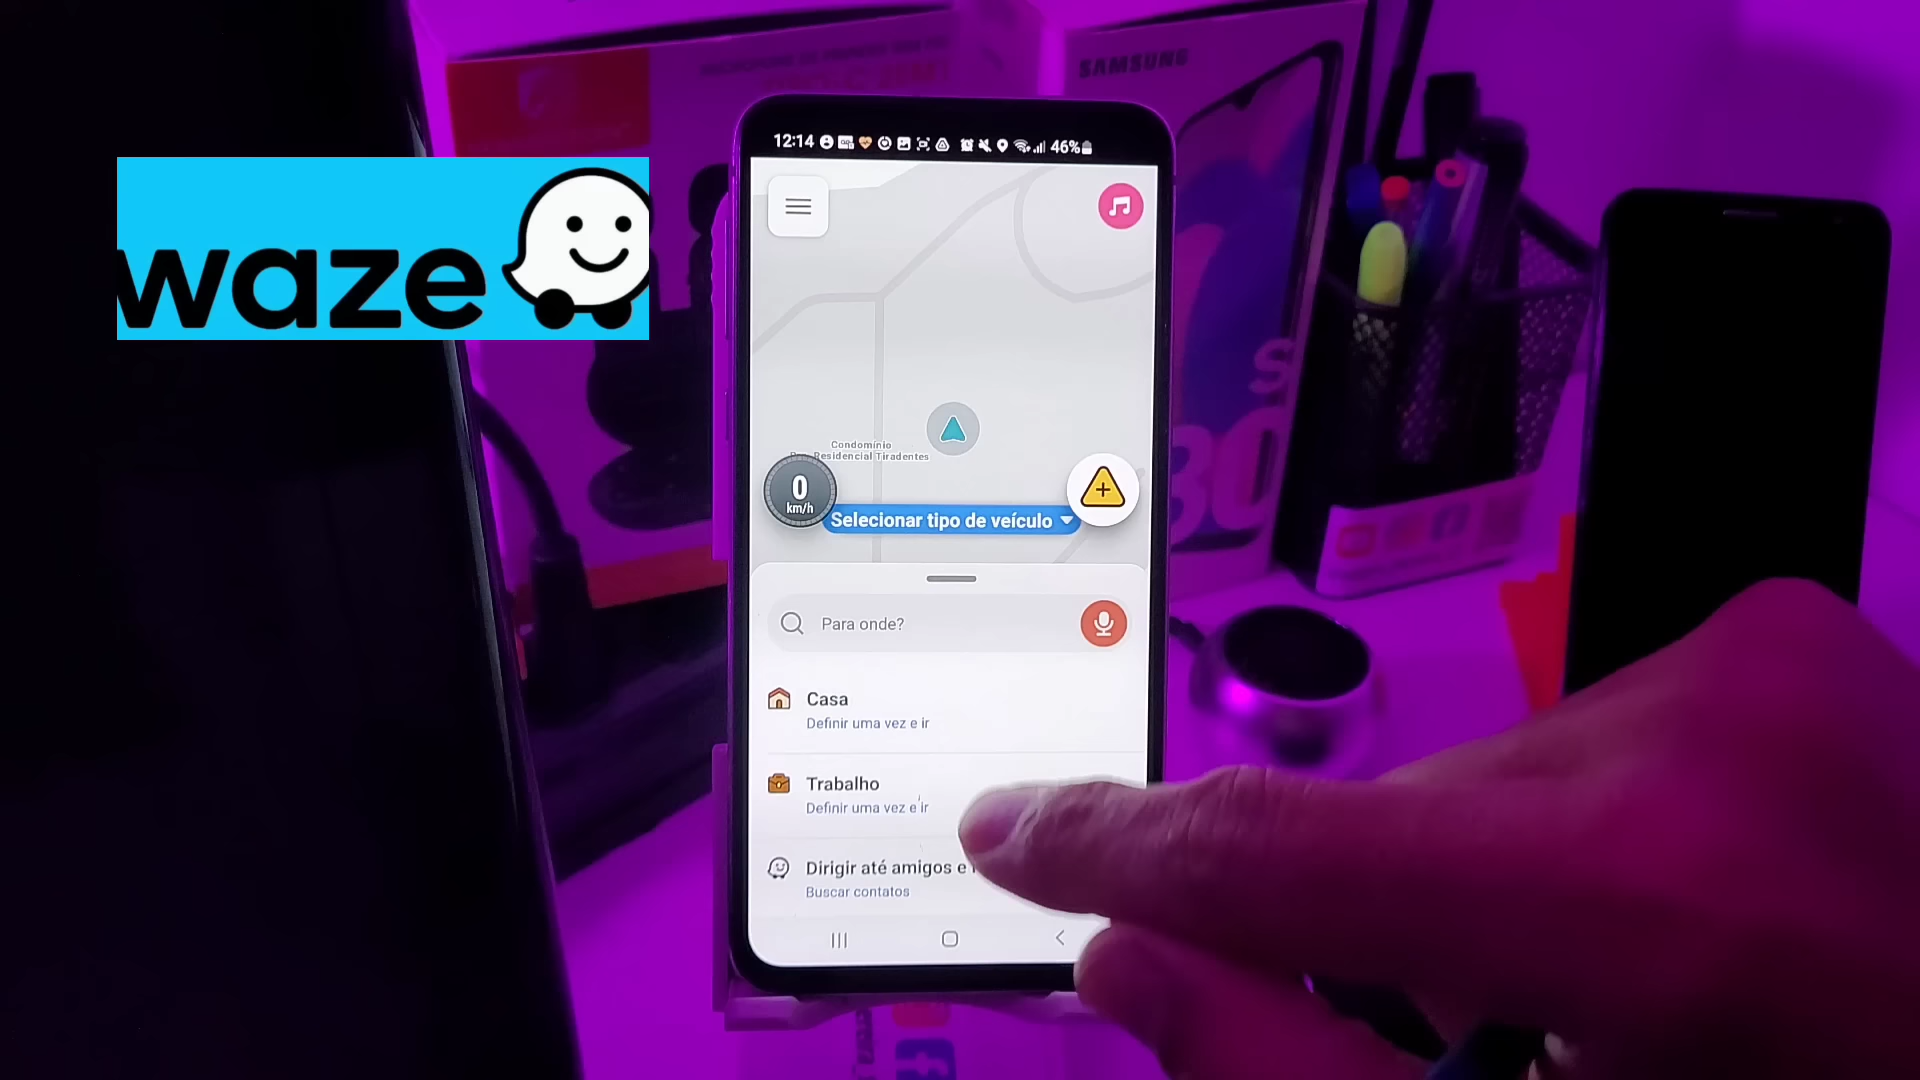 SAMSUNG
12:14
46%
waze
Condomínio
Residencial Tiradentes
0
km/h
Selecionar tipo de veículo
Para onde?
Casa
Definir uma vez e ir
Trabalho
Definir uma vez e ir
Dirigir até amigos e
Buscar contatos